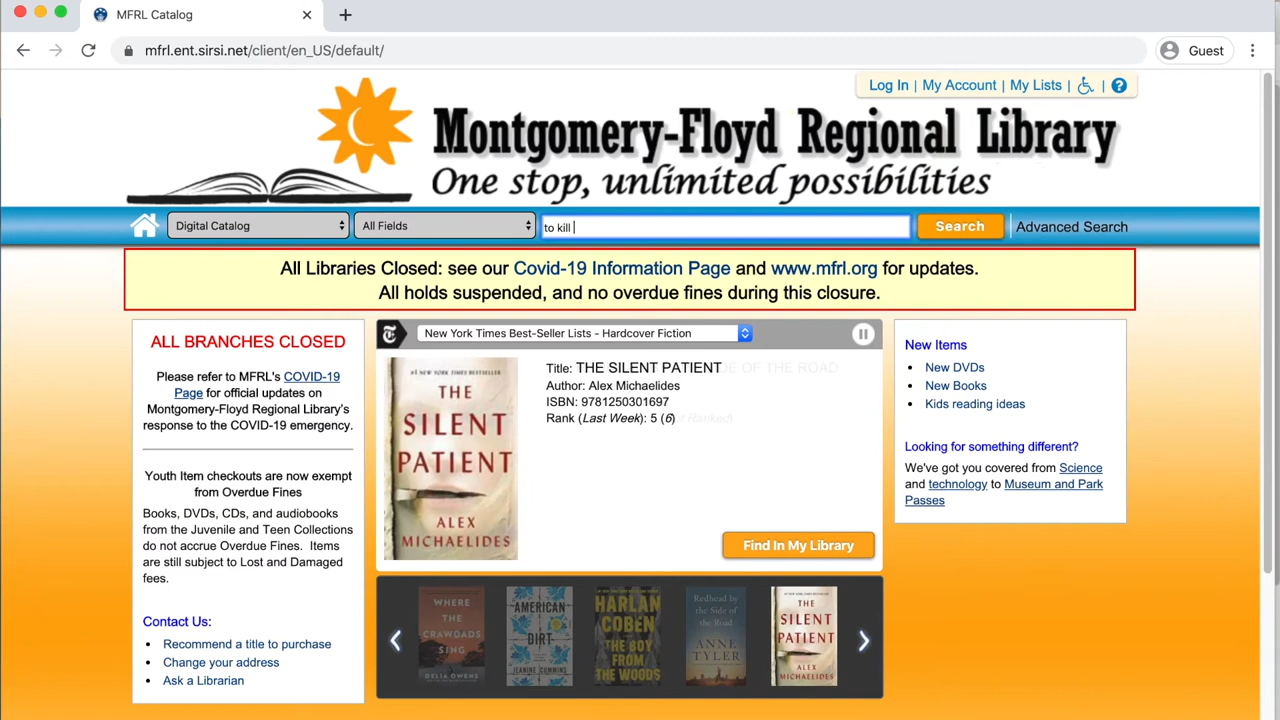 MFRL Catalog
mfrl.ent.sirsi.net/client/en_US/default/
Guest
Log In | My Account | My Lists | | ?
Montgomery-Floyd Regional Library
One stop, unlimited possibilities
Digital Catalog
All Fields
to kill
Search
Advanced Search
All Libraries Closed: see our Covid-19 Information Page and www.mfrl.org for updates.
All holds suspended, and no overdue fines during this closure.
ALL BRANCHES CLOSED
Please refer to MFRL's COVID-19
Page for official updates on
Montgomery-Floyd Regional Library's
response to the COVID-19 emergency.
Youth Item checkouts are now exempt
from Overdue Fines
Books, DVDs, CDs, and audiobooks
from the Juvenile and Teen Collections
do not accrue Overdue Fines. Items
are still subject to Lost and Damaged
fees.
Contact Us:
Recommend a title to purchase
Change your address
Ask a Librarian
New York Times Best-Seller Lists - Hardcover Fiction
#1 NEW YORK TIMES BESTSELLER
THE
SILENT
PATIENT
ALEX
MICHAELIDES
Title: THE SILENT PATIENT E OF THE ROAD
Author: Alex Michaelides
ISBN: 9781250301697
Rank (Last Week): 5 (6) Ranked)
Find In My Library
WHERE
THE
CRAWDADS
SING
DELIA OWENS
AMERICAN
DIRT
JEANINE CUMMINS
HARLAN
COBEN
THE BOY
FROM
THE WOODS
Redhead by
the Side of
the Road
ANNE
TYLER
THE
SILENT
PATIENT
ALEX
MICHAELIDES
New Items
New DVDs
New Books
Kids reading ideas
Looking for something different?
We've got you covered from Science
and technology to Museum and Park
Passes